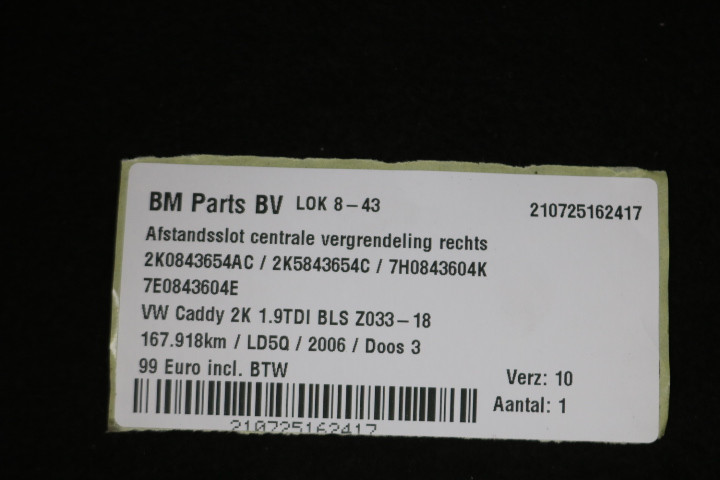 BM Parts BV LOK 8-43 210725162417
Afstandsslot centrale vergrendeling rechts
2K0843654AC / 2K5843654C / 7H0843604K
7E0843604E
VW Caddy 2K 1.9TDI BLS Z033-18
167.918km / LD5Q / 2006 / Doos 3
99 Euro incl. BTW Verz: 10
Aantal: 1
210725162417